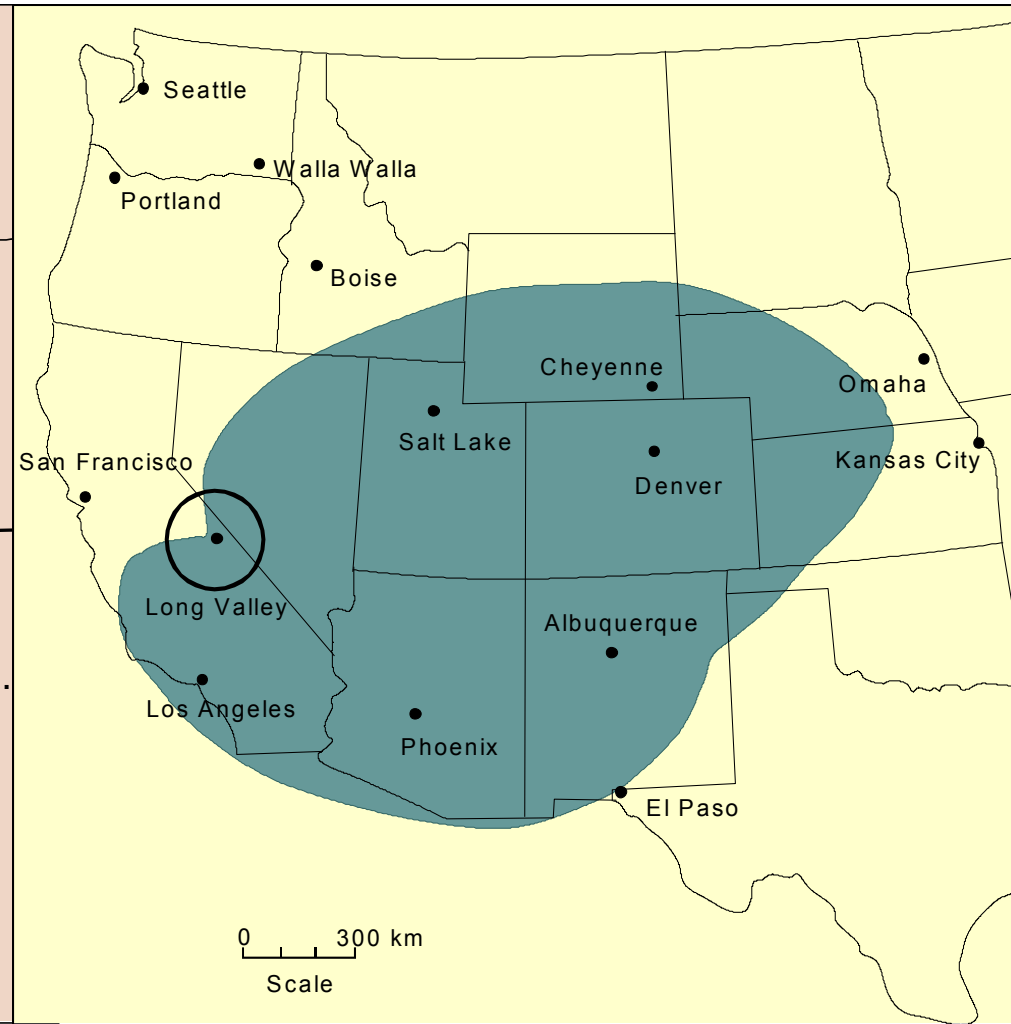 Seattle
Walla Walla
Portland
Boise
Cheyenne
Omaha
Salt Lake
San Francisco
Kansas City
Denver
Long Valley
Albuquerque
Los Angeles
Phoenix
El Paso
0 300 km
Scale